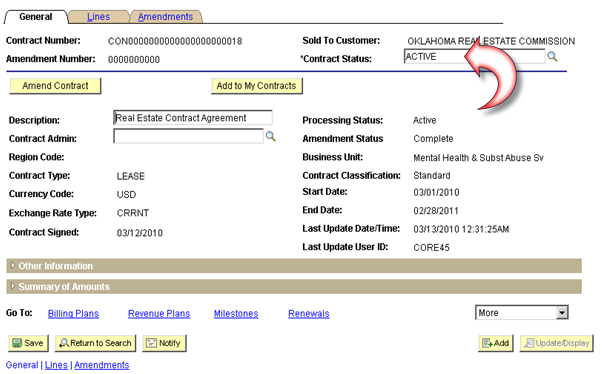 General Lines Amendments
Contract Number: CON0000000000000000000018 Sold To Customer: OKLAHOMA REAL ESTATE COMMISSION
Amendment Number: 0000000000 *Contract Status: ACTIVE
Amend Contract Add to My Contracts
Description: Real Estate Contract Agreement Processing Status: Active
Contract Admin: Amendment Status Complete
Region Code: Business Unit: Mental Health & Subst Abuse Sv
Contract Type: LEASE Contract Classification: Standard
Currency Code: USD Start Date: 03/01/2010
Exchange Rate Type: CRRNT End Date: 02/28/2011
Contract Signed: 03/12/2010 Last Update Date/Time: 03/13/2010 12:31:25AM
Last Update User ID: CORE45
Other Information
Summary of Amounts
Go To: Billing Plans Revenue Plans Milestones Renewals More
Save Return to Search Notify Add Update/Display
General | Lines | Amendments